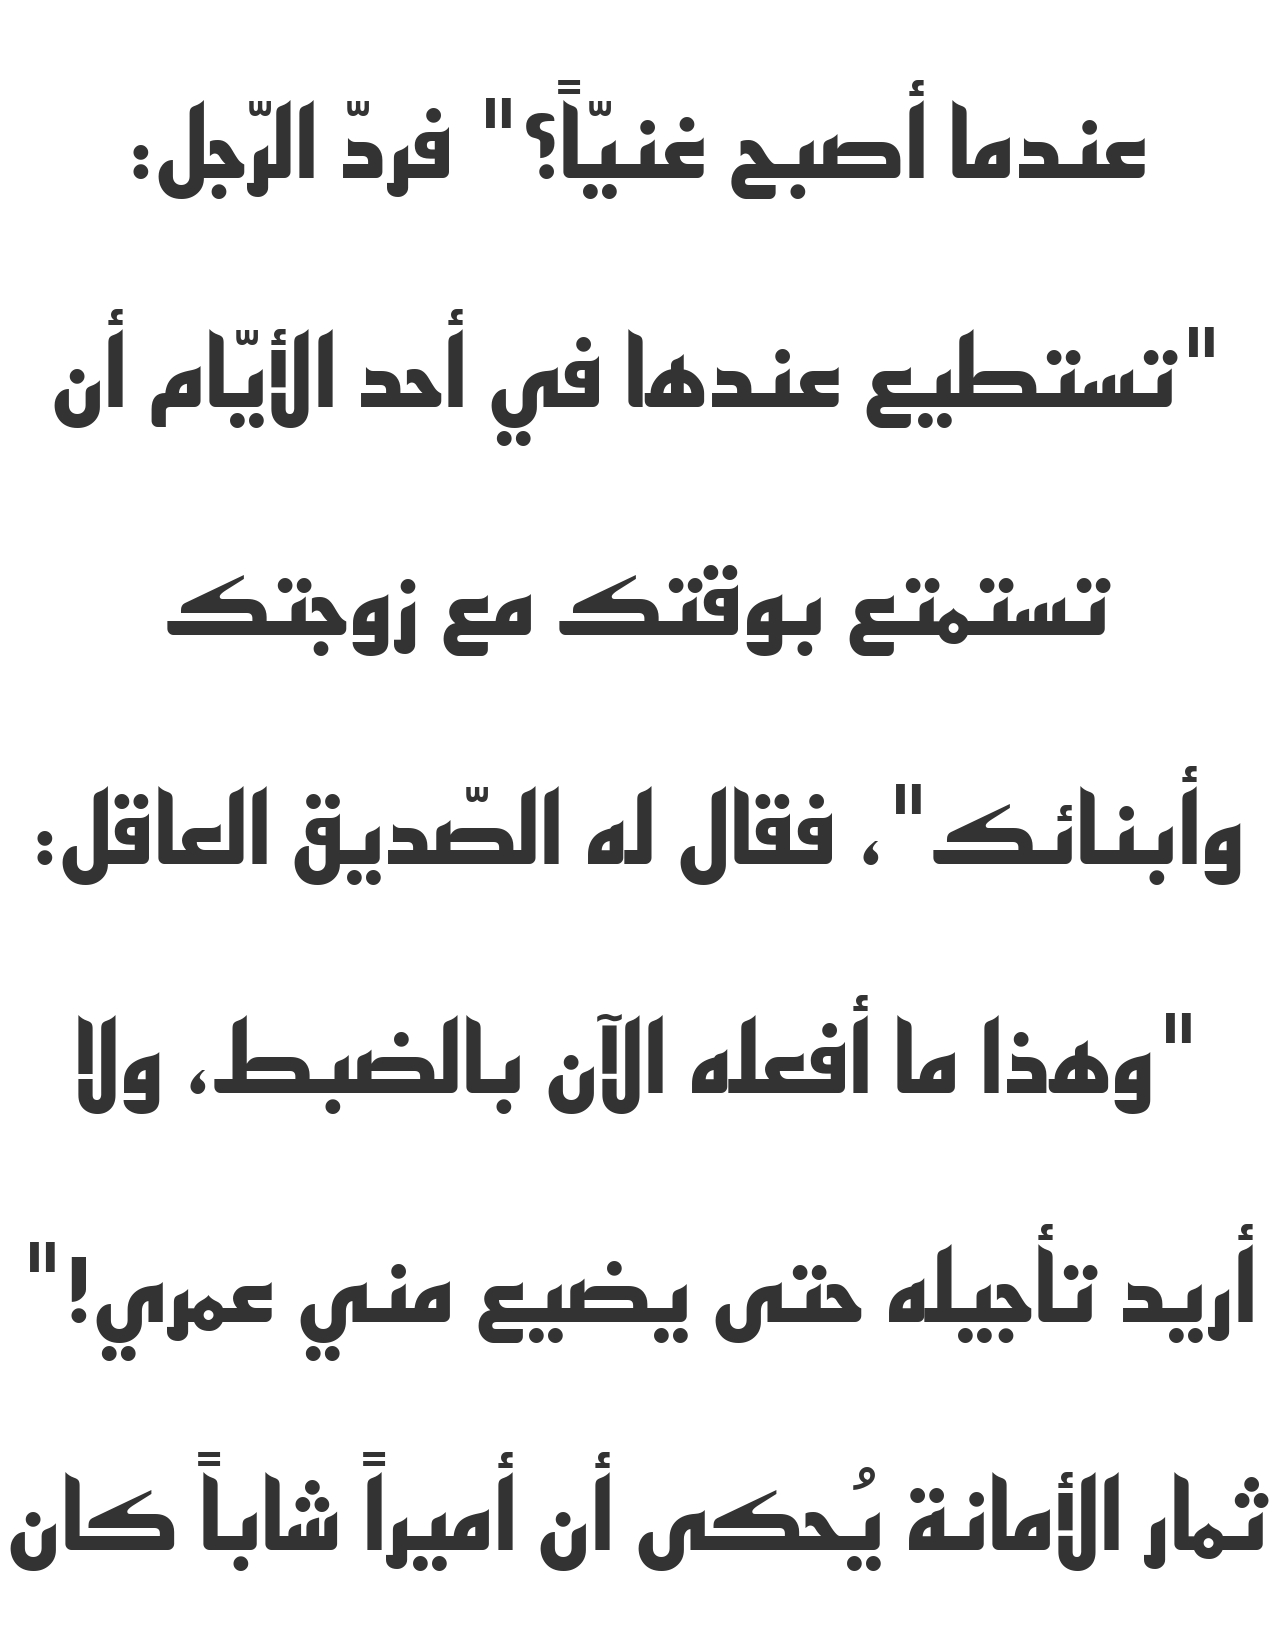 عندما أصبح غنيّاً؟" فردّ الرّجل:
"تستطيع عندها في أحد الأيّام أن
تستمتع بوقتك مع زوجتك
وأبنائك"، فقال له الصّديق العاقل:
"وهذا ما أفعله الآن بالضبط، ولا
أريد تأجيله حتى يضيع مني عمري!"
ثمار الأمانة يُحكى أن أميراً شاباً كان